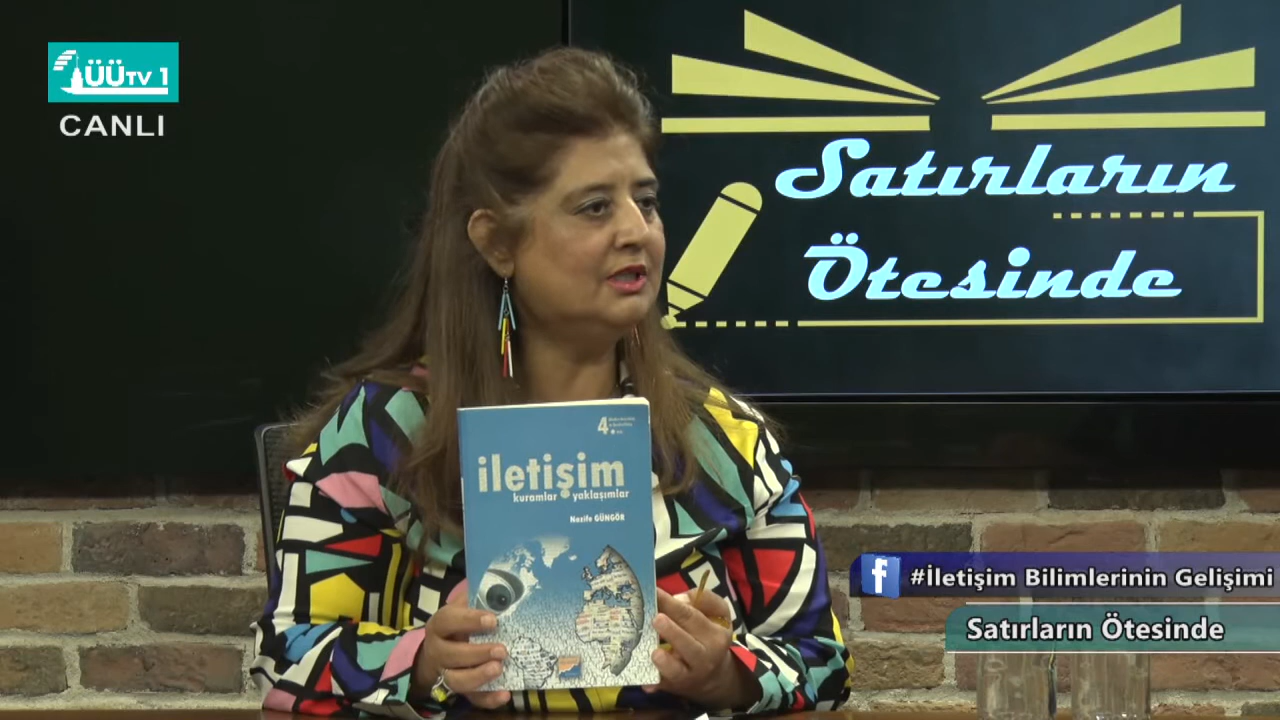 ÜÜTV 1
CANLI
Satırların
Ötesinde
4
iletişim
kuramlar yaklaşımlar
Nazife GÜNGÖR
#İletişim Bilimlerinin Gelişimi
Satırların Ötesinde